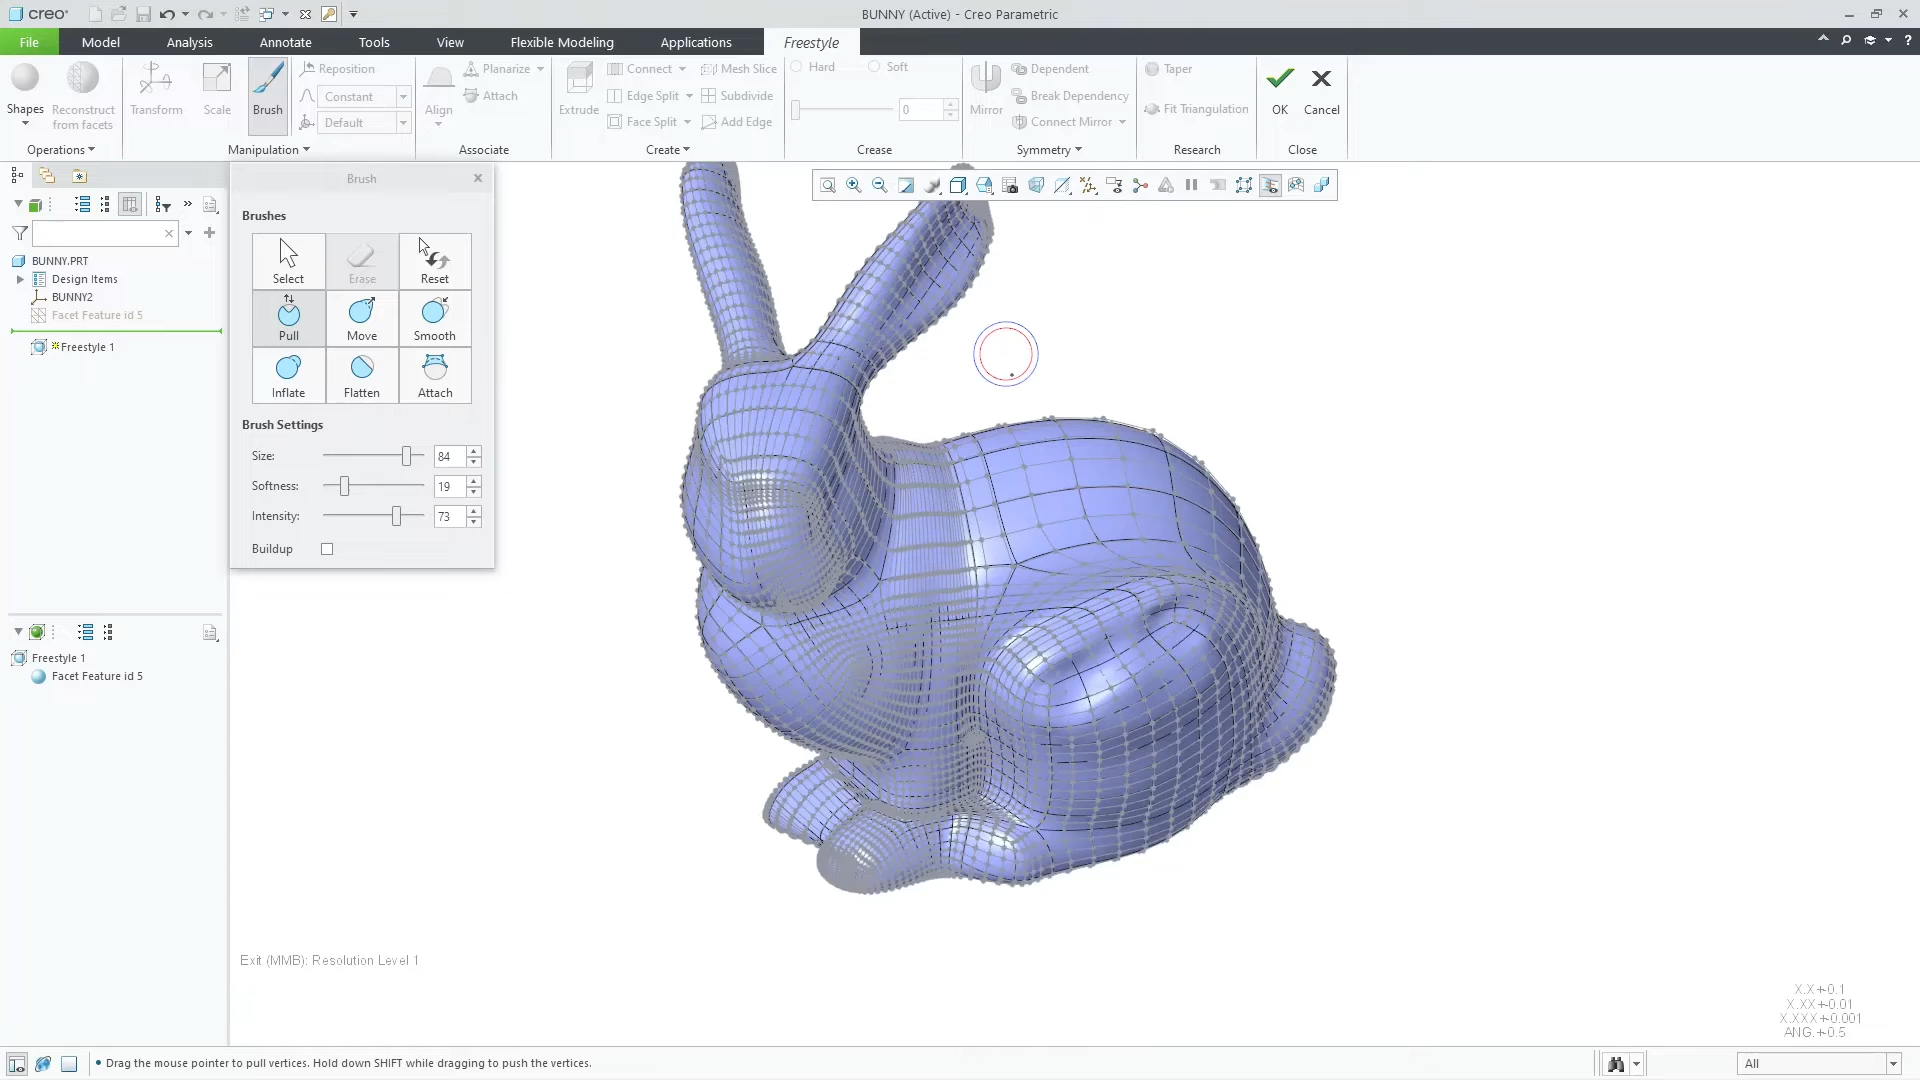 creo
BUNNY (Active) - Creo Parametric
File
Model
Analysis
Annotate
Tools
View
Flexible Modeling
Applications
Freestyle
?
Shapes
Reconstruct
from facets
Operations
Transform
Scale
Brush
Reposition
Constant
Default
Manipulation
Align
Planarize
Attach
Associate
Extrude
Connect
Edge Split
Face Split
Mesh Slice
Subdivide
Add Edge
Create
Hard
Soft
0
Crease
Mirror
Dependent
Break Dependency
Connect Mirror
Symmetry
Taper
Fit Triangulation
Research
OK
Cancel
Close
BUNNY.PRT
Design Items
BUNNY2
Facet Feature id 5
Freestyle 1
Freestyle 1
Facet Feature id 5
Brush
Brushes
Select
Erase
Reset
Pull
Move
Smooth
Inflate
Flatten
Attach
Brush Settings
Size: 84
Softness: 19
Intensity: 73
Buildup
Exit (MMB): Resolution Level 1
X.X+-0.1
X.XX+-0.01
X.XXX+-0.001
ANG.+-0.5
• Drag the mouse pointer to pull vertices. Hold down SHIFT while dragging to push the vertices.
All